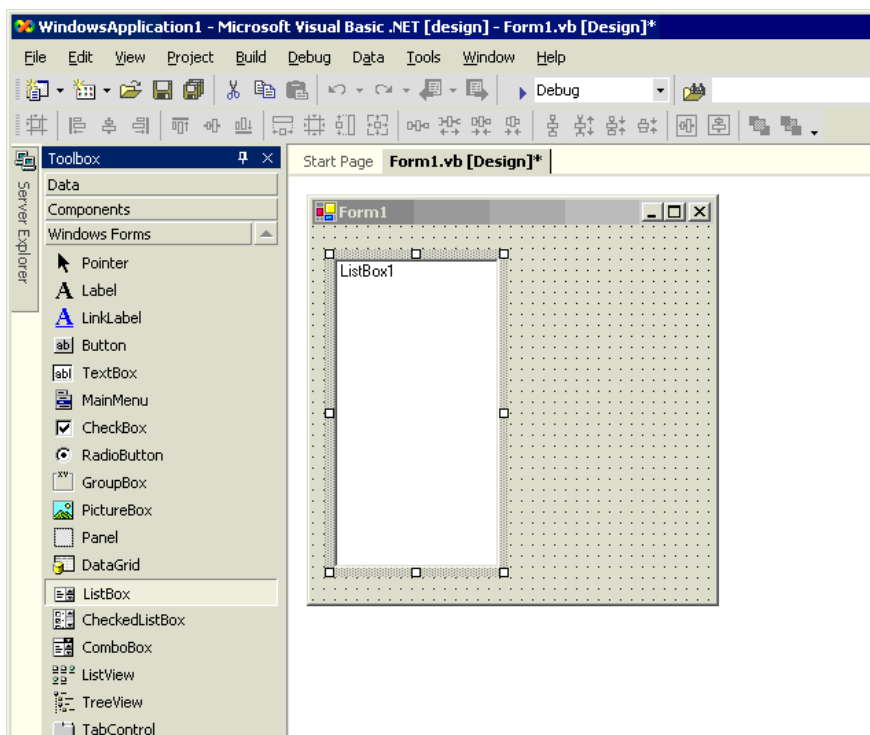 WindowsApplication1 - Microsoft Visual Basic .NET [design] - Form1.vb [Design]*
File Edit View Project Build Debug Data Tools Window Help
Debug
Toolbox
Start Page Form1.vb [Design]*
Server Explorer
Data
Components
Windows Forms
Pointer
Label
LinkLabel
Button
TextBox
MainMenu
CheckBox
RadioButton
GroupBox
PictureBox
Panel
DataGrid
ListBox
CheckedListBox
ComboBox
ListView
TreeView
TabControl
Form1
ListBox1